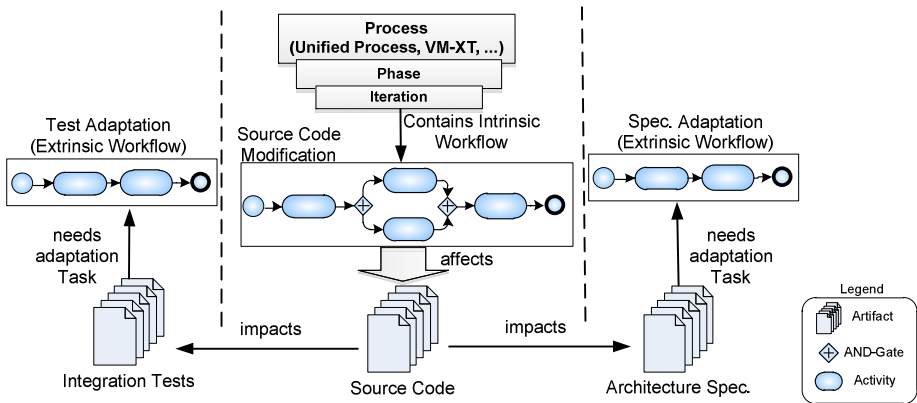 Process
(Unified Process, VM-XT, ...)
Phase
Iteration
Contains Intrinsic
Workflow
Test Adaptation
(Extrinsic Workflow)
Source Code
Modification
Spec. Adaptation
(Extrinsic Workflow)
needs
adaptation
Task
affects
needs
adaptation
Task
impacts
impacts
Integration Tests
Source Code
Architecture Spec.
Legend
Artifact
AND-Gate
Activity